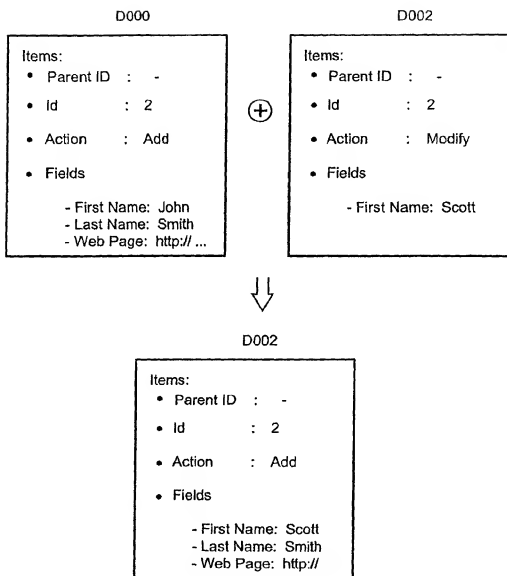 D000
Items:
• Parent ID : -
• Id : 2
• Action : Add
• Fields
- First Name: John
- Last Name: Smith
- Web Page: http:// ...
D002
Items:
• Parent ID : -
• Id : 2
• Action : Modify
• Fields
- First Name: Scott
D002
Items:
• Parent ID : -
• Id : 2
• Action : Add
• Fields
- First Name: Scott
- Last Name: Smith
- Web Page: http://